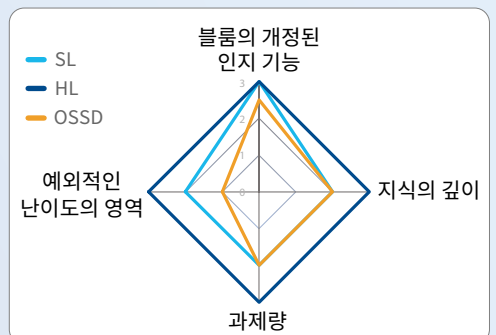 블룸의 개정된
인지 기능
SL
HL
OSSD
3
2
1
0
예외적인
난이도의 영역
지식의 깊이
과제량